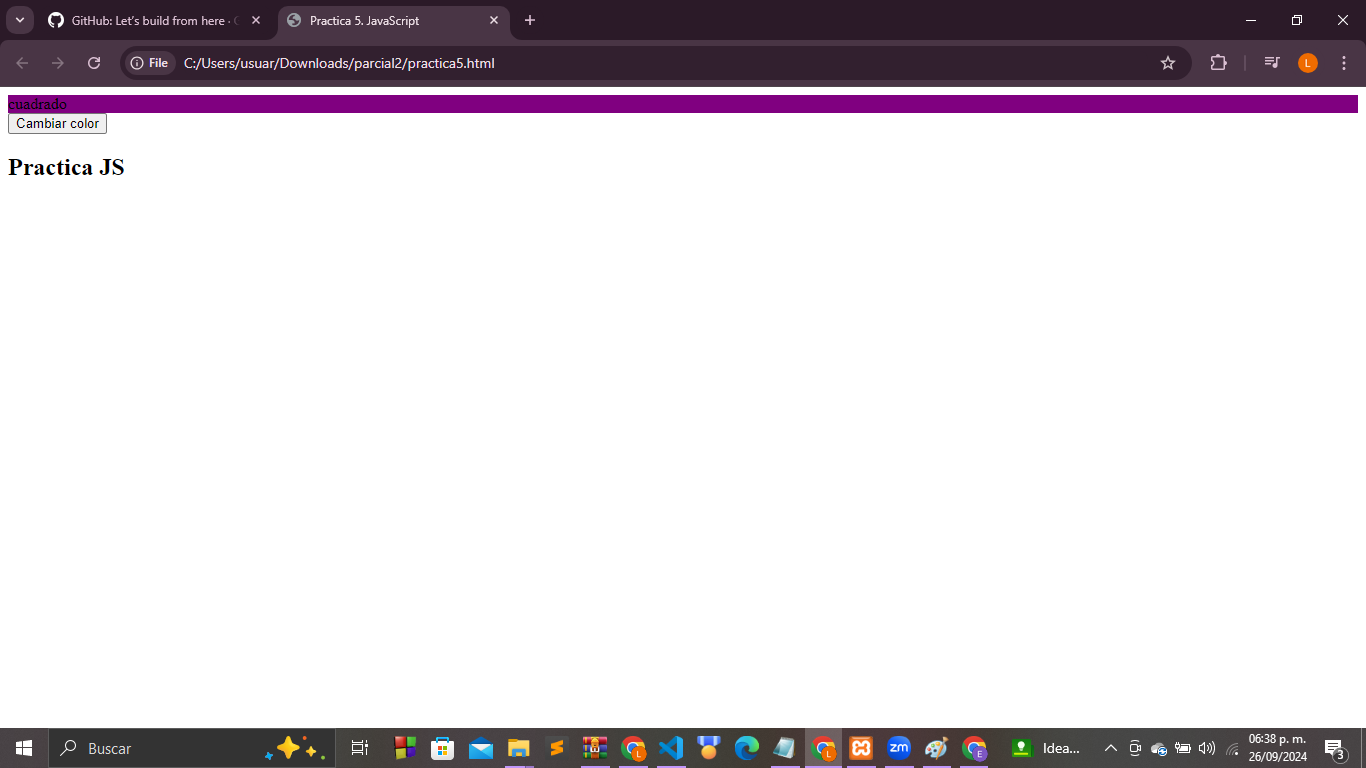 GitHub: Let's build from here ·
Practica 5. JavaScript
File
C:/Users/usuar/Downloads/parcial2/practica5.html
L
cuadrado
Cambiar color
Practica JS
Buscar
L
zm
L
E
Idea...
06:38 p. m.
26/09/2024
3